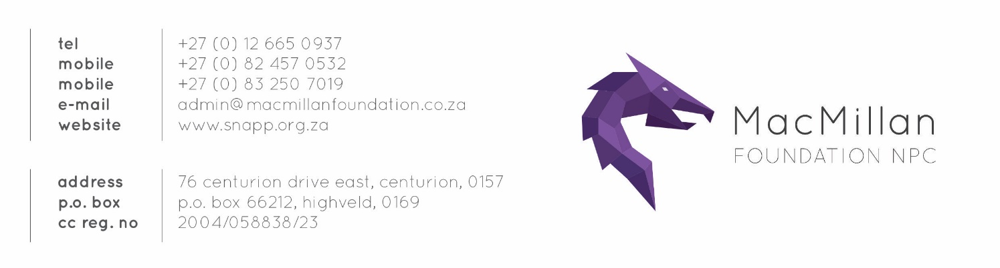 tel +27 (0) 12 665 0937
mobile +27 (0) 82 457 0532
mobile +27 (0) 83 250 7019
e-mail admin@macmillanfoundation.co.za
website www.snapp.org.za
address 76 centurion drive east, centurion, 0157
p.o. box p.o. box 66212, highveld, 0169
cc reg. no 2004/058838/23
MacMillan
FOUNDATION NPC